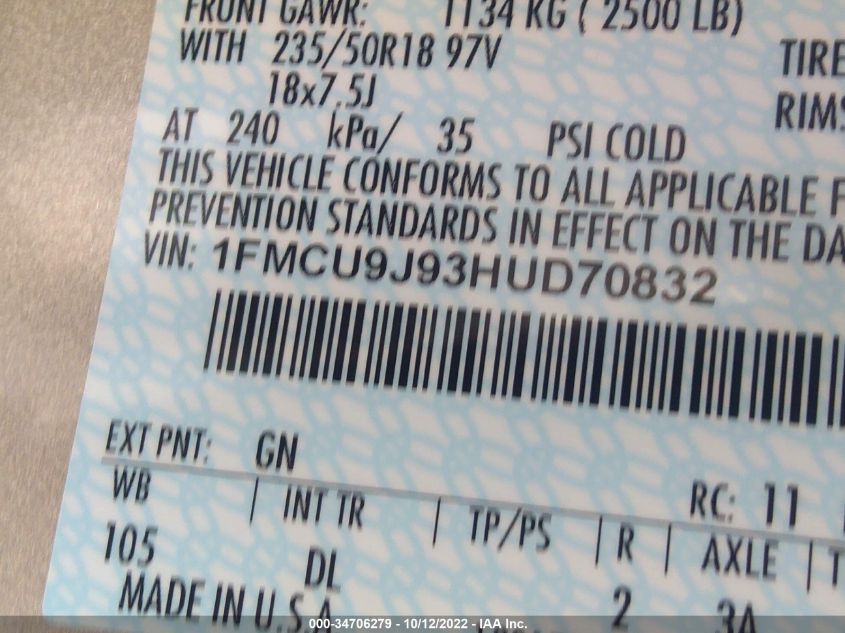 FRONT GAWR: 1134 KG ( 2500 LB)
WITH 235/50R18 97V TIRE
18x7.5J RIMS
AT 240 kPa/ 35 PSI COLD
THIS VEHICLE CONFORMS TO ALL APPLICABLE F
PREVENTION STANDARDS IN EFFECT ON THE DA
VIN: 1FMCU9J93HUD70832
EXT PNT: GN RC: 11
WB | INT TR | TP/PS | R | AXLE | T
105 DL 2 3A
MADE IN U.S.A
000-34706279 - 10/12/2022 - IAA Inc.